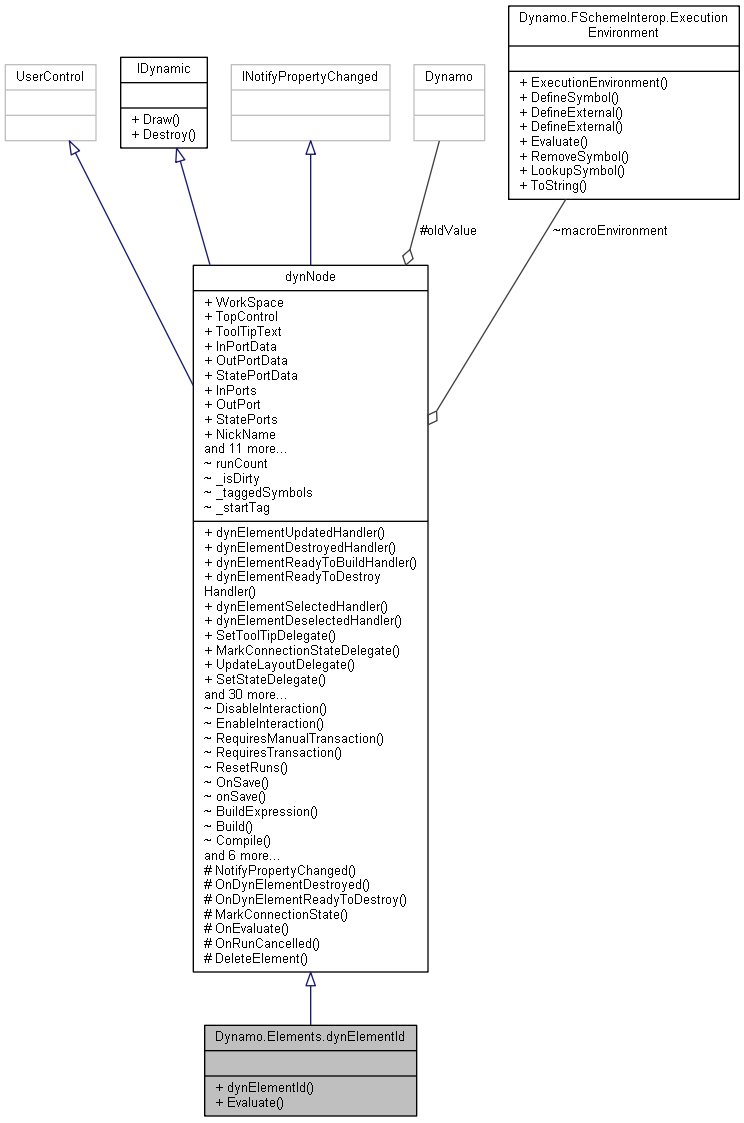 Dynamo.FSchemeInterop.Execution
Environment
+ ExecutionEnvironment()
+ DefineSymbol()
+ DefineExternal()
+ DefineExternal()
+ Evaluate()
+ RemoveSymbol()
+ LookupSymbol()
+ ToString()
UserControl
IDynamic
+ Draw()
+ Destroy()
INotifyPropertyChanged
Dynamo
#oldValue
~macroEnvironment
dynNode
+ WorkSpace
+ TopControl
+ ToolTipText
+ InPortData
+ OutPortData
+ StatePortData
+ InPorts
+ OutPort
+ StatePorts
+ NickName
and 11 more...
~ runCount
~ _isDirty
~ _taggedSymbols
~ _startTag
+ dynElementUpdatedHandler()
+ dynElementDestroyedHandler()
+ dynElementReadyToBuildHandler()
+ dynElementReadyToDestroy
Handler()
+ dynElementSelectedHandler()
+ dynElementDeselectedHandler()
+ SetToolTipDelegate()
+ MarkConnectionStateDelegate()
+ UpdateLayoutDelegate()
+ SetStateDelegate()
and 30 more...
~ DisableInteraction()
~ EnableInteraction()
~ RequiresManualTransaction()
~ RequiresTransaction()
~ ResetRuns()
~ OnSave()
~ onSave()
~ BuildExpression()
~ Build()
~ Compile()
and 6 more...
# NotifyPropertyChanged()
# OnDynElementDestroyed()
# OnDynElementReadyToDestroy()
# MarkConnectionState()
# OnEvaluate()
# OnRunCancelled()
# DeleteElement()
Dynamo.Elements.dynElementId
+ dynElementId()
+ Evaluate()